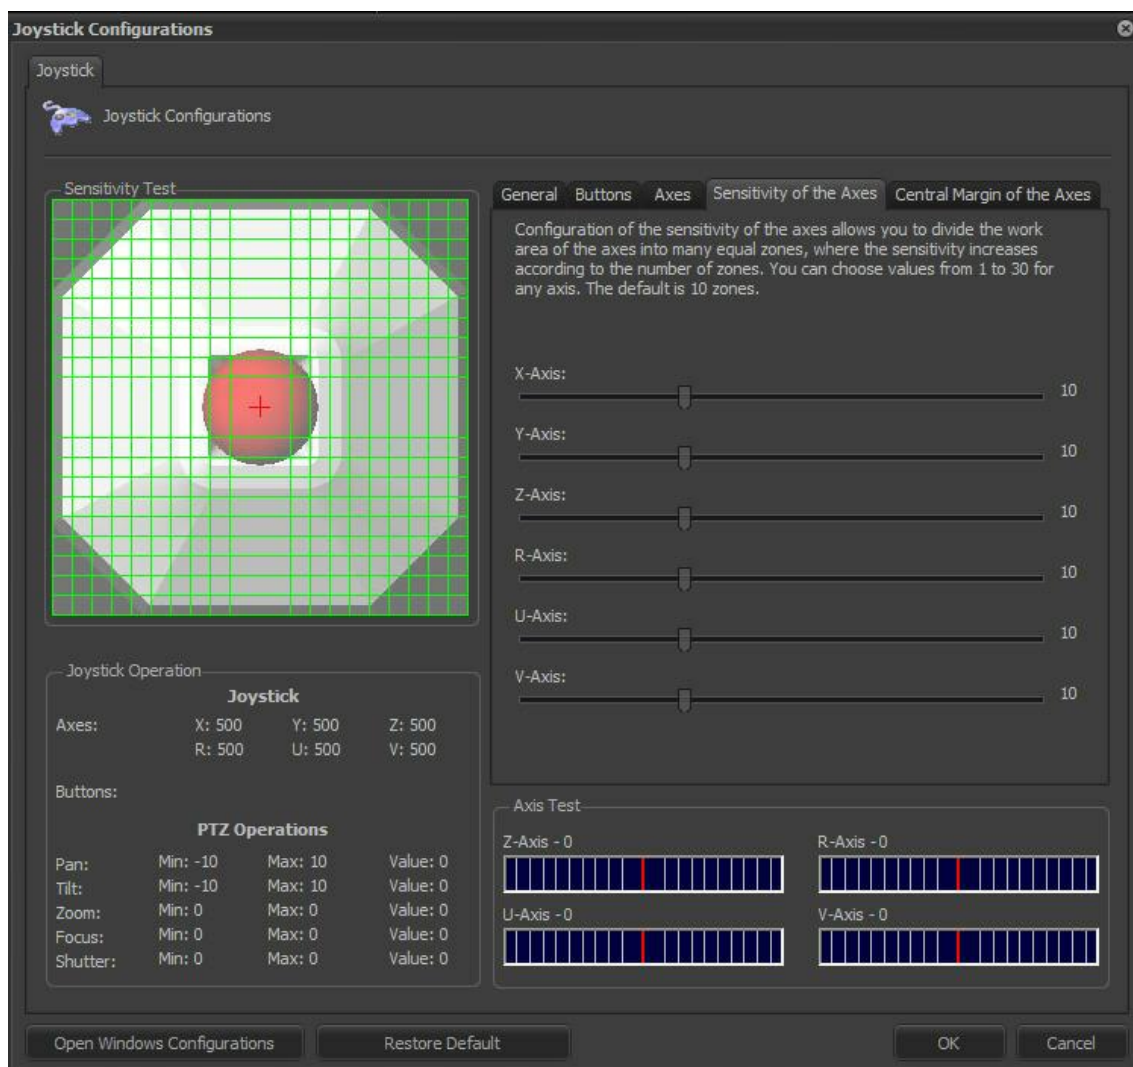 Joystick Configurations
Joystick
Joystick Configurations
Sensitivity Test
General Buttons Axes Sensitivity of the Axes Central Margin of the Axes
Configuration of the sensitivity of the axes allows you to divide the work
area of the axes into many equal zones, where the sensitivity increases
according to the number of zones. You can choose values from 1 to 30 for
any axis. The default is 10 zones.
X-Axis:
10
Y-Axis:
10
Z-Axis:
10
R-Axis:
10
U-Axis:
10
V-Axis:
10
Joystick Operation
Joystick
Axes: X: 500 Y: 500 Z: 500
R: 500 U: 500 V: 500
Buttons:
PTZ Operations
Pan: Min: -10 Max: 10 Value: 0
Tilt: Min: -10 Max: 10 Value: 0
Zoom: Min: 0 Max: 0 Value: 0
Focus: Min: 0 Max: 0 Value: 0
Shutter: Min: 0 Max: 0 Value: 0
Axis Test
Z-Axis - 0 R-Axis - 0
U-Axis - 0 V-Axis - 0
Open Windows Configurations Restore Default OK Cancel